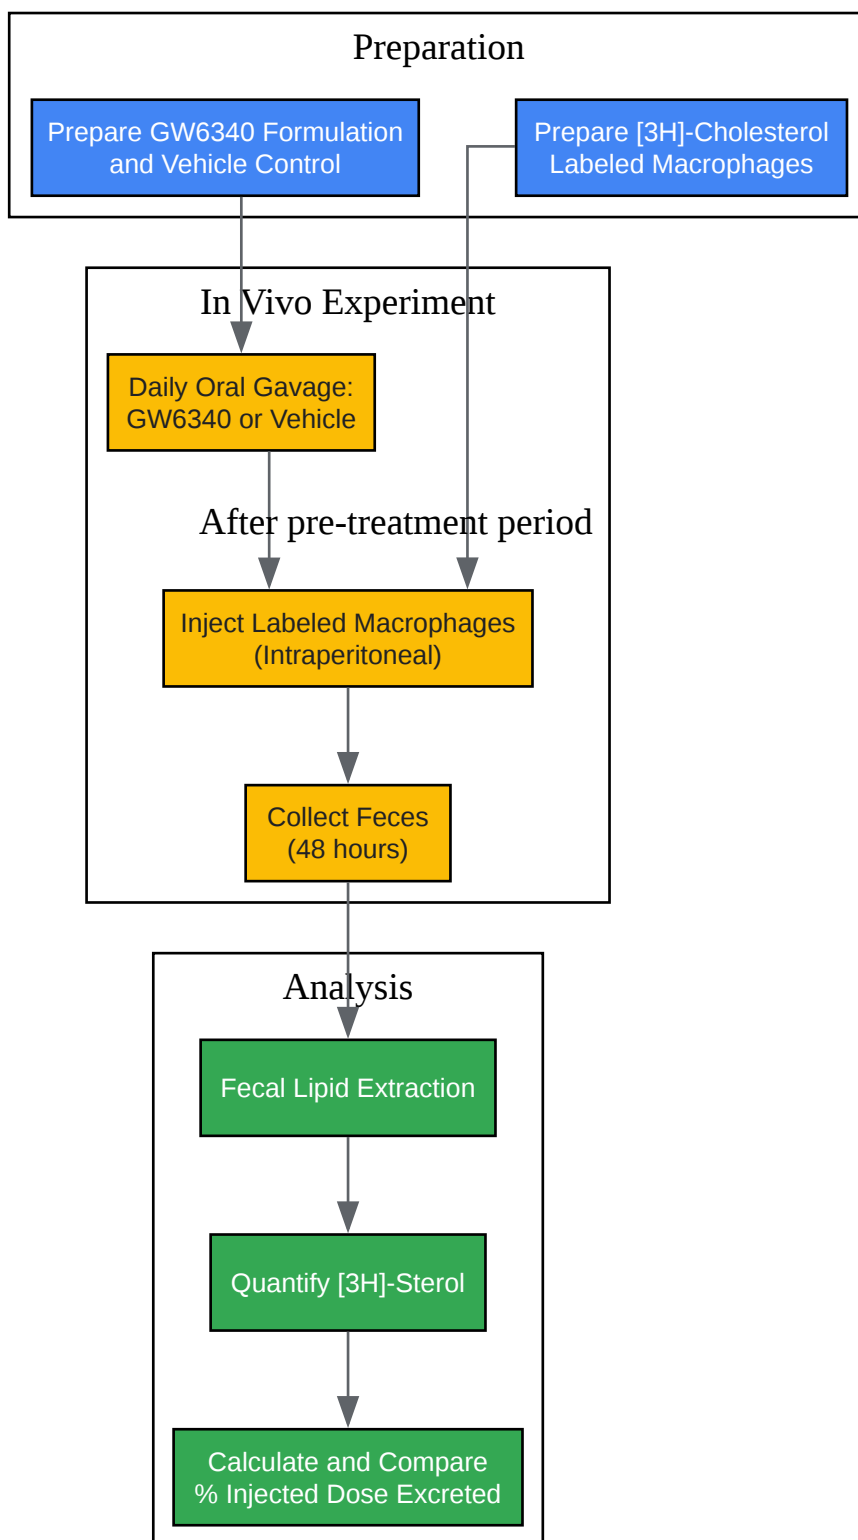 Preparation
Prepare GW6340 Formulation
and Vehicle Control
Prepare [3H]-Cholesterol
Labeled Macrophages
In Vivo Experiment
Daily Oral Gavage:
GW6340 or Vehicle
After pre-treatment period
Inject Labeled Macrophages
(Intraperitoneal)
Collect Feces
(48 hours)
Analysis
Fecal Lipid Extraction
Quantify [3H]-Sterol
Calculate and Compare
% Injected Dose Excreted